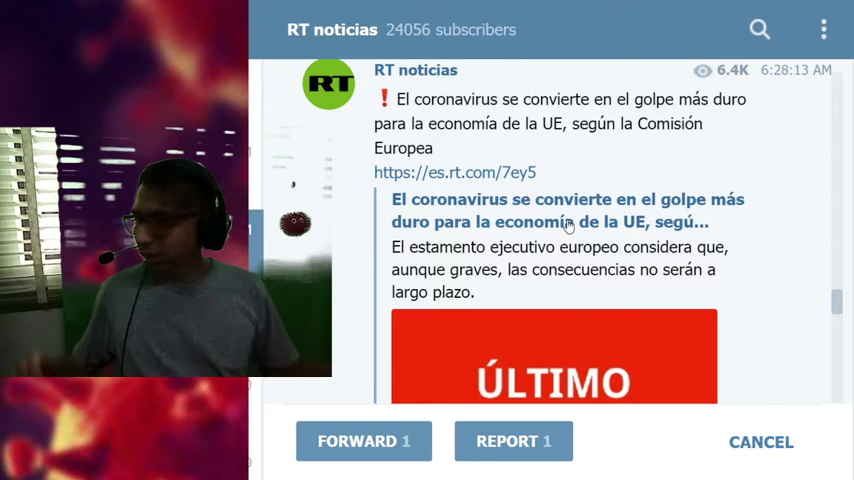 RT noticias 24056 subscribers
RT
RT noticias 6.4K 6:28:13 AM
❗ El coronavirus se convierte en el golpe más duro
para la economía de la UE, según la Comisión
Europea
https://es.rt.com/7ey5
El coronavirus se convierte en el golpe más
duro para la economía de la UE, segú...
El estamento ejecutivo europeo considera que,
aunque graves, las consecuencias no serán a
largo plazo.
ÚLTIMO
FORWARD 1 REPORT 1 CANCEL